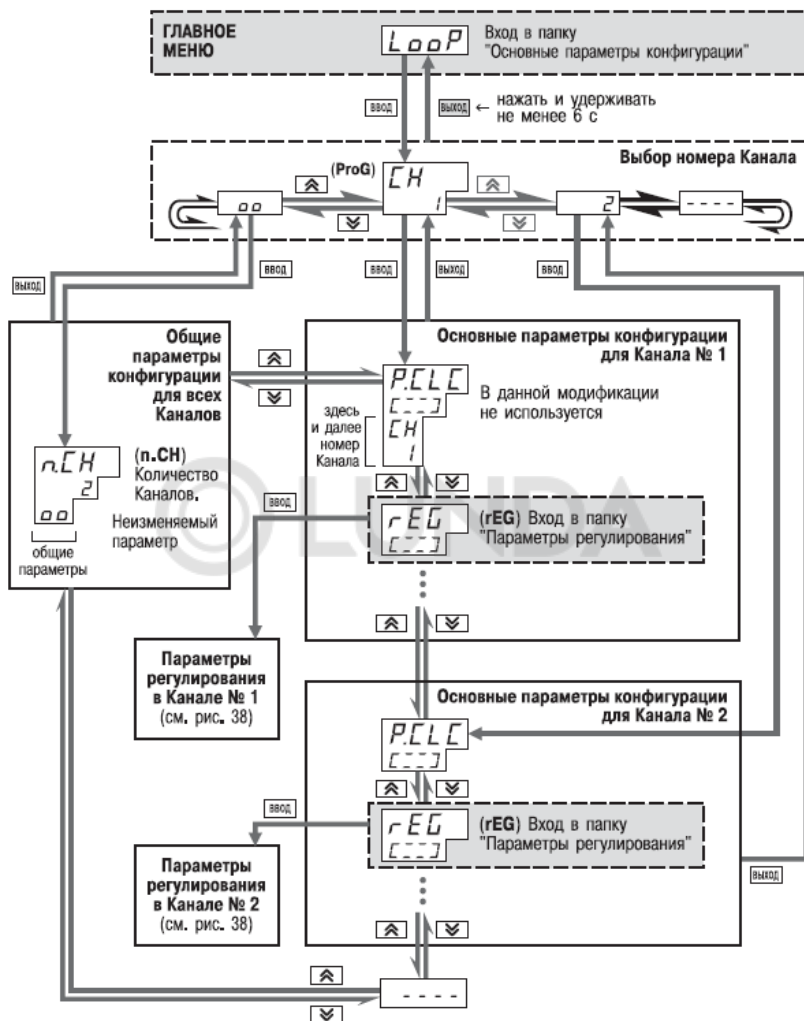 ГЛАВНОЕ
МЕНЮ
LooP
Вход в папку
"Основные параметры конфигурации"
ввод
выход
← нажать и удерживать
не менее 6 с
Выбор номера Канала
(ProG)
CH
1
oo
2
----
выход
ввод
ввод
выход
ввод
Общие
параметры
конфигурации
для всех
Каналов
n.CH
2
oo
(n.CH)
Количество
Каналов.
Неизменяемый
параметр
общие
параметры
Основные параметры конфигурации
для Канала № 1
P.CLC
[---]
CH
1
В данной модификации
не используется
здесь
и далее
номер
Канала
ввод
rEG
[---]
(rEG) Вход в папку
"Параметры регулирования"
LUNDA
Параметры
регулирования
в Канале № 1
(см. рис. 38)
Основные параметры конфигурации
для Канала № 2
P.CLC
[---]
ввод
rEG
[---]
(rEG) Вход в папку
"Параметры регулирования"
выход
Параметры
регулирования
в Канале № 2
(см. рис. 38)
----